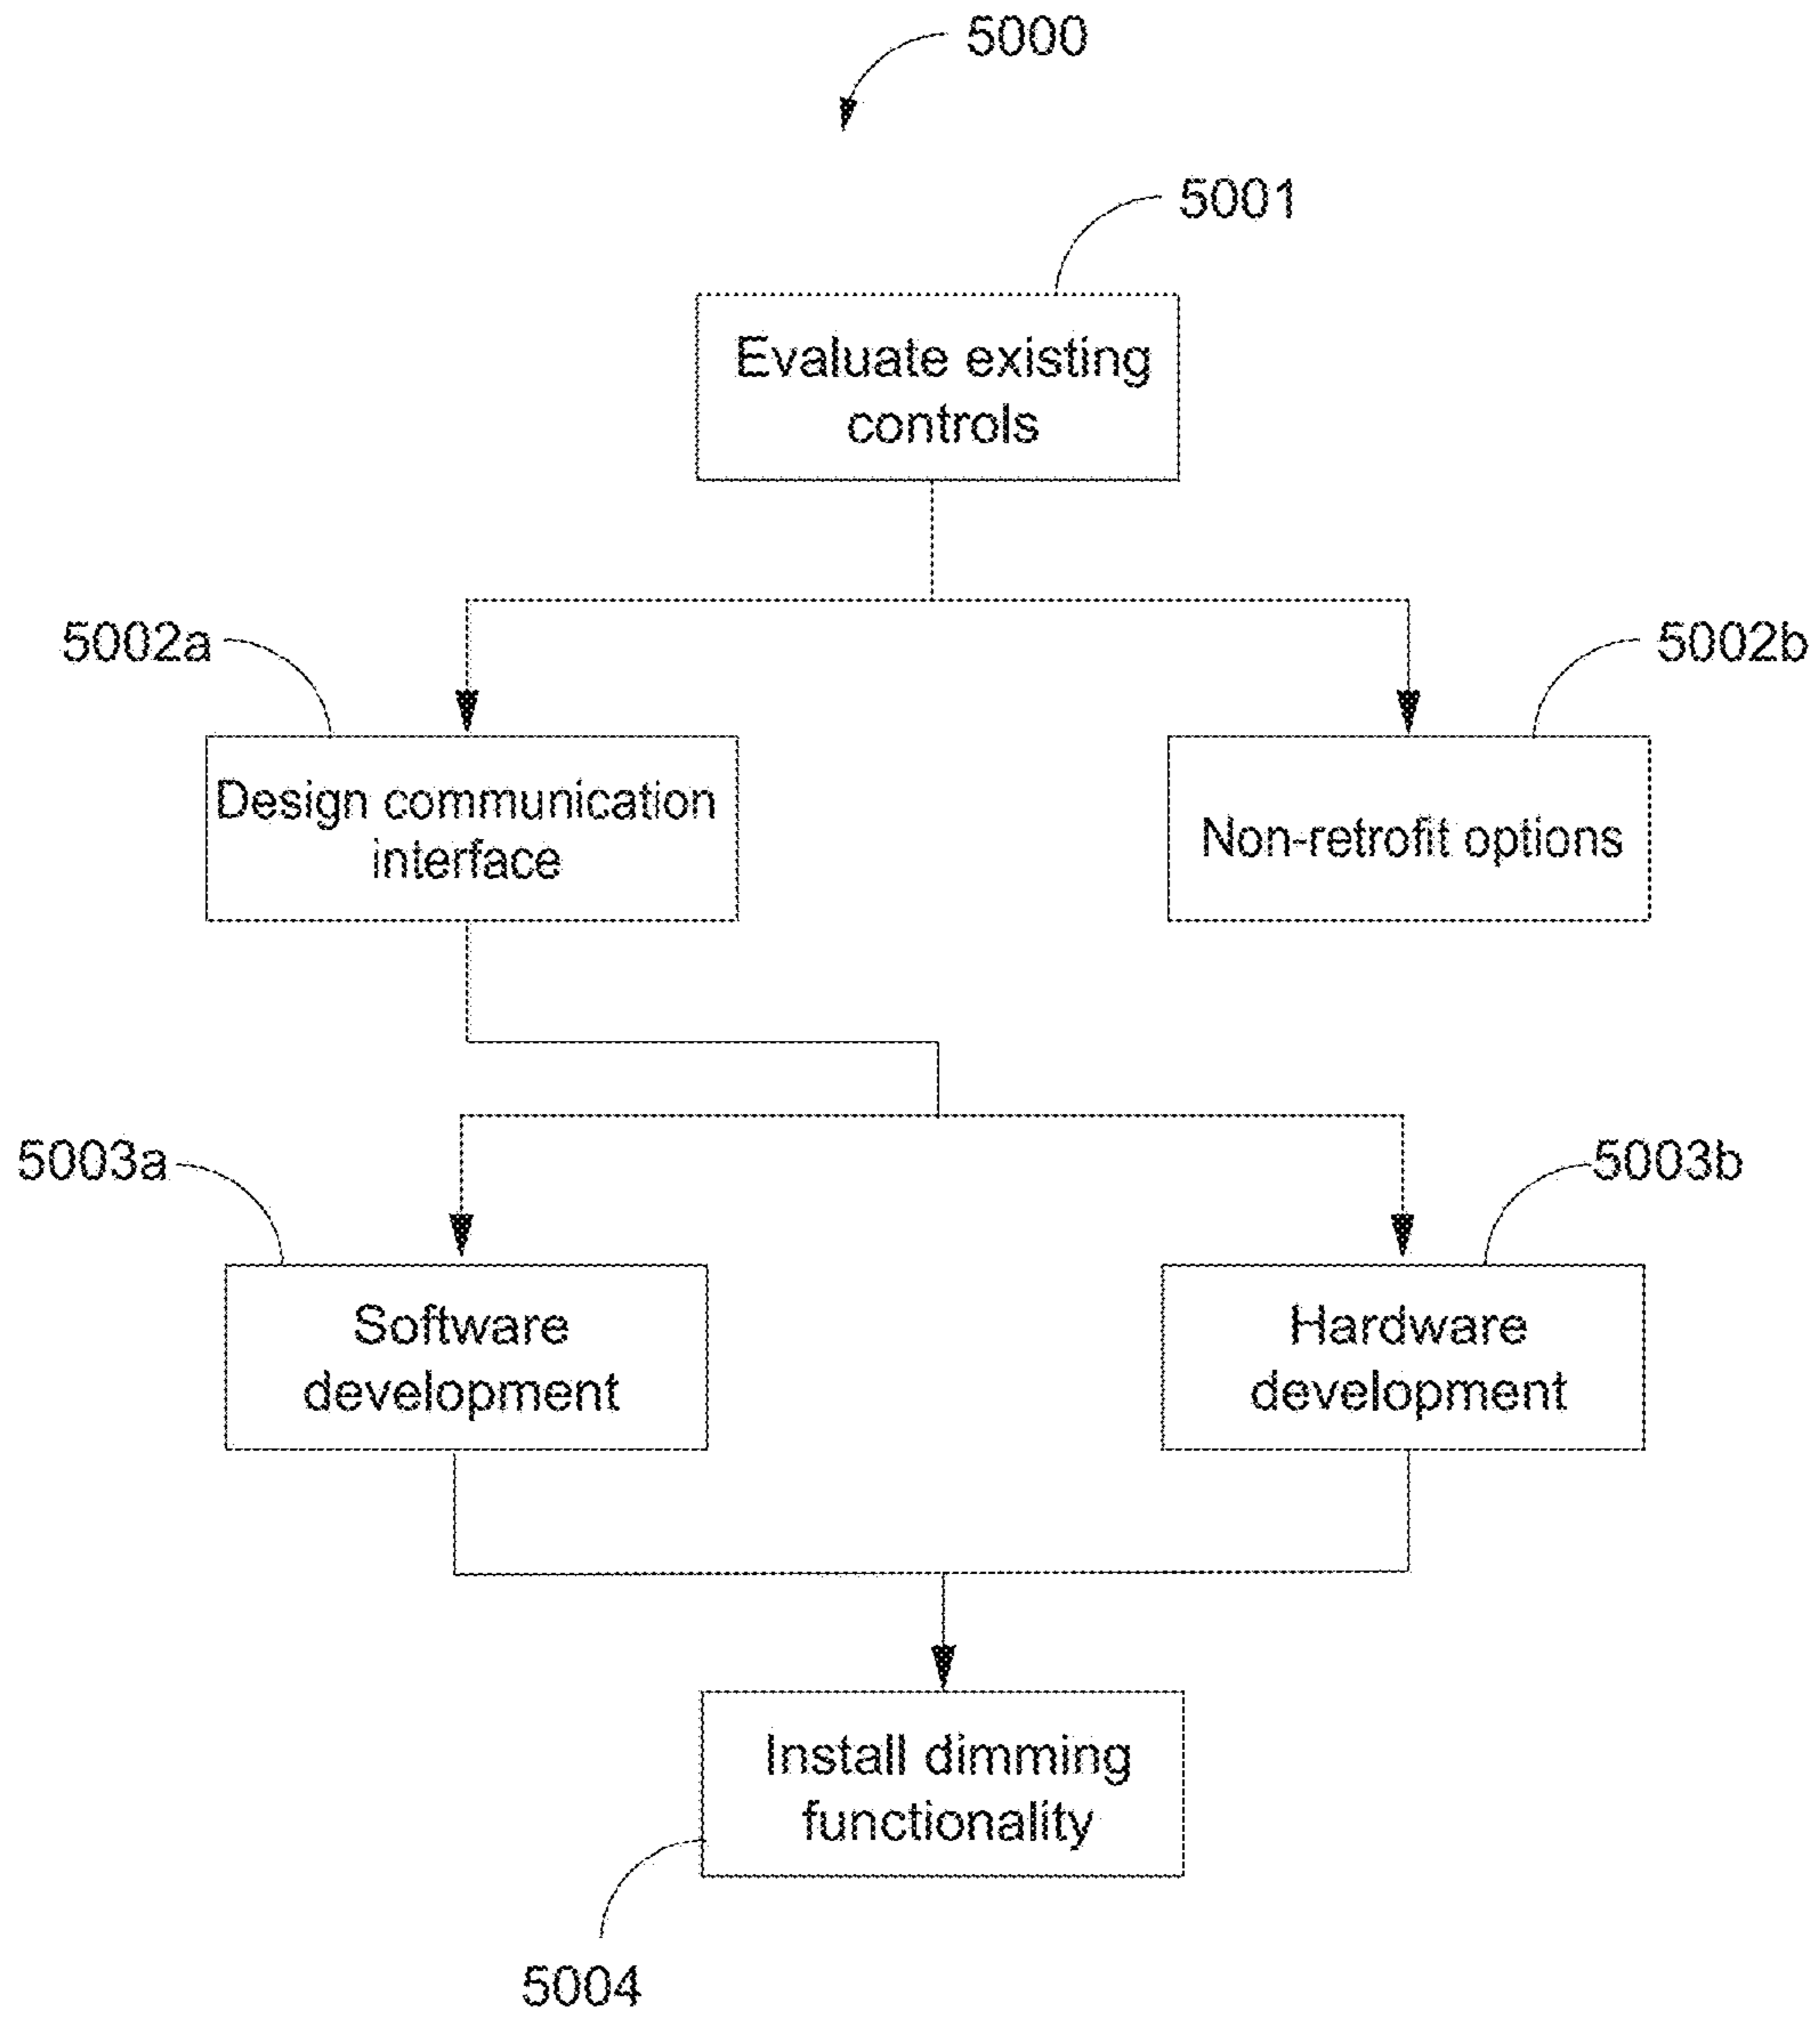 5000
5001
Evaluate existing
controls
5002a
5002b
Design communication
interface
Non-retrofit options
5003a
5003b
Software
development
Hardware
development
Install dimming
functionality
5004